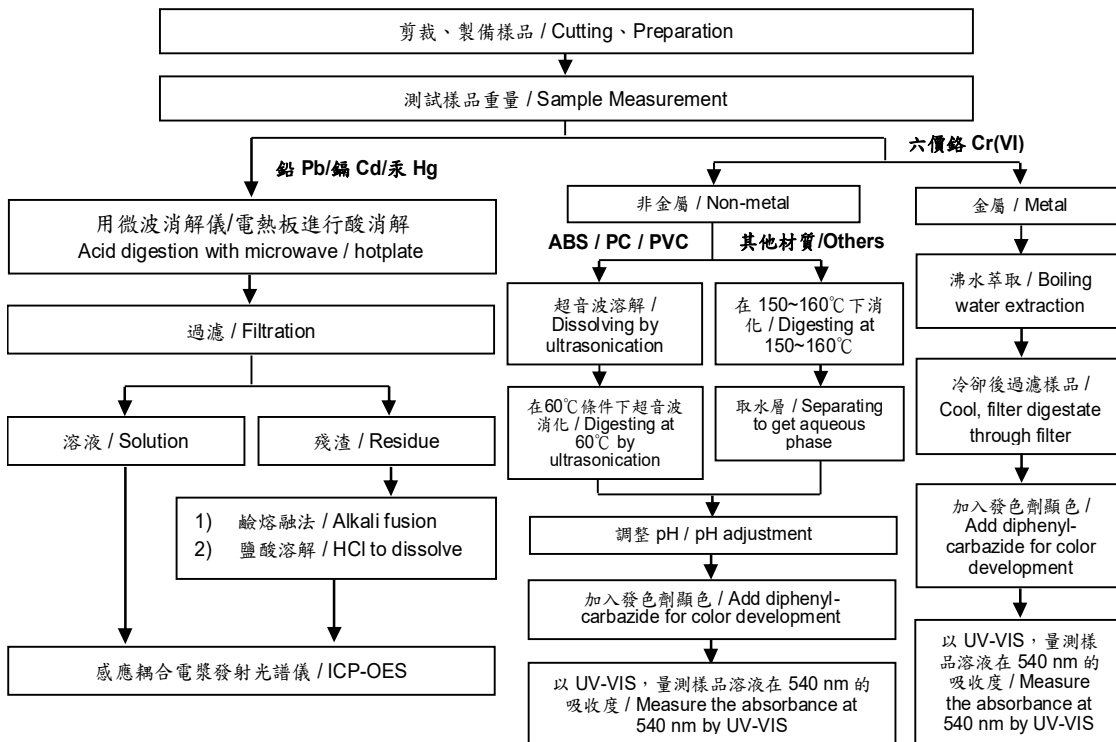 剪裁、製備樣品 / Cutting、Preparation
測試樣品重量 / Sample Measurement
六價鉻 Cr(VI)
鉛 Pb/鎘 Cd/汞 Hg
用微波消解儀/電熱板進行酸消解
Acid digestion with microwave / hotplate
過濾 / Filtration
溶液 / Solution
殘渣 / Residue
1) 鹼熔融法 / Alkali fusion
2) 鹽酸溶解 / HCl to dissolve
感應耦合電漿發射光譜儀 / ICP-OES
非金屬 / Non-metal
ABS / PC / PVC
其他材質/Others
超音波溶解 /
Dissolving by
ultrasonication
在60℃條件下超音波
消化 / Digesting at
60℃ by
ultrasonication
在 150~160℃下消
化 / Digesting at
150~160℃
取水層 / Separating
to get aqueous
phase
調整 pH / pH adjustment
加入發色劑顯色 / Add diphenyl-
carbazide for color development
以 UV-VIS，量測樣品溶液在 540 nm 的
吸收度 / Measure the absorbance at
540 nm by UV-VIS
金屬 / Metal
沸水萃取 / Boiling
water extraction
冷卻後過濾樣品 /
Cool, filter digestate
through filter
加入發色劑顯色 /
Add diphenyl-
carbazide for color
development
以 UV-VIS，量測樣
品溶液在 540 nm 的
吸收度 / Measure
the absorbance at
540 nm by UV-VIS